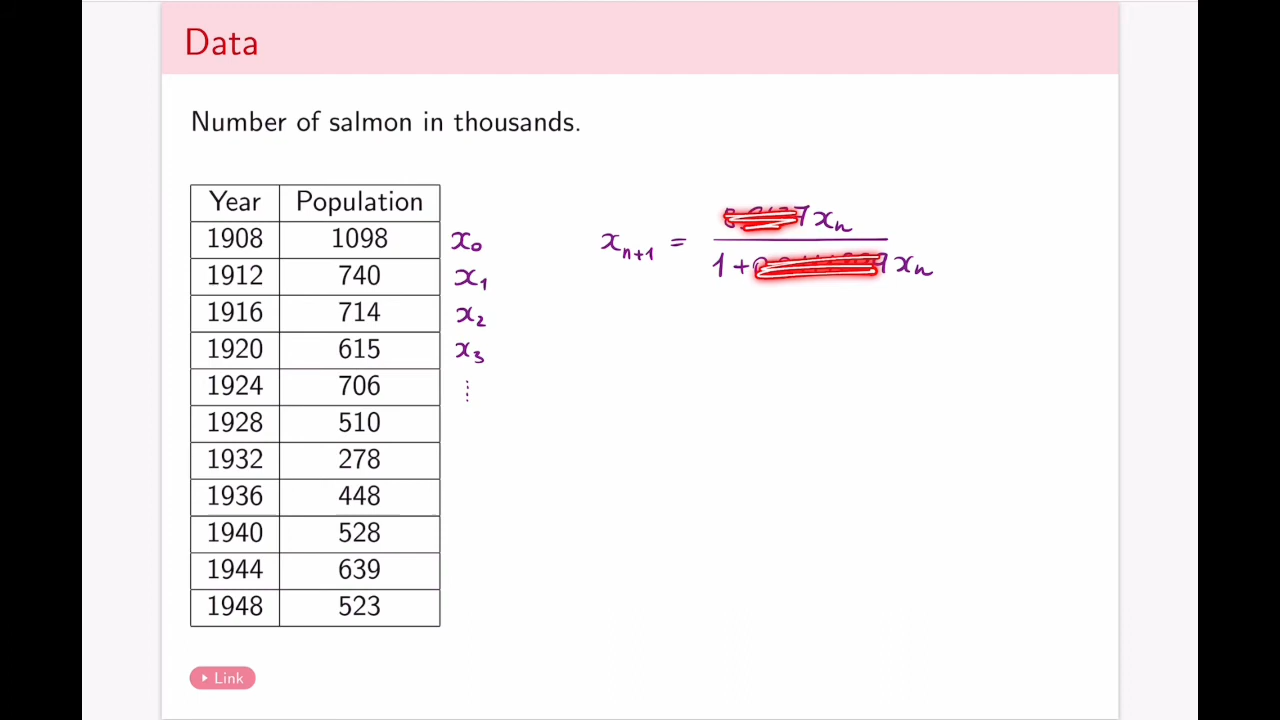 Data
Number of salmon in thousands.
Year Population
1908 1098 x₀
1912 740 x₁
1916 714 x₂
1920 615 x₃
1924 706 ⋮
1928 510
1932 278
1936 448
1940 528
1944 639
1948 523
7xₙ
xₙ₊₁ =
1 + 9xₙ
Link